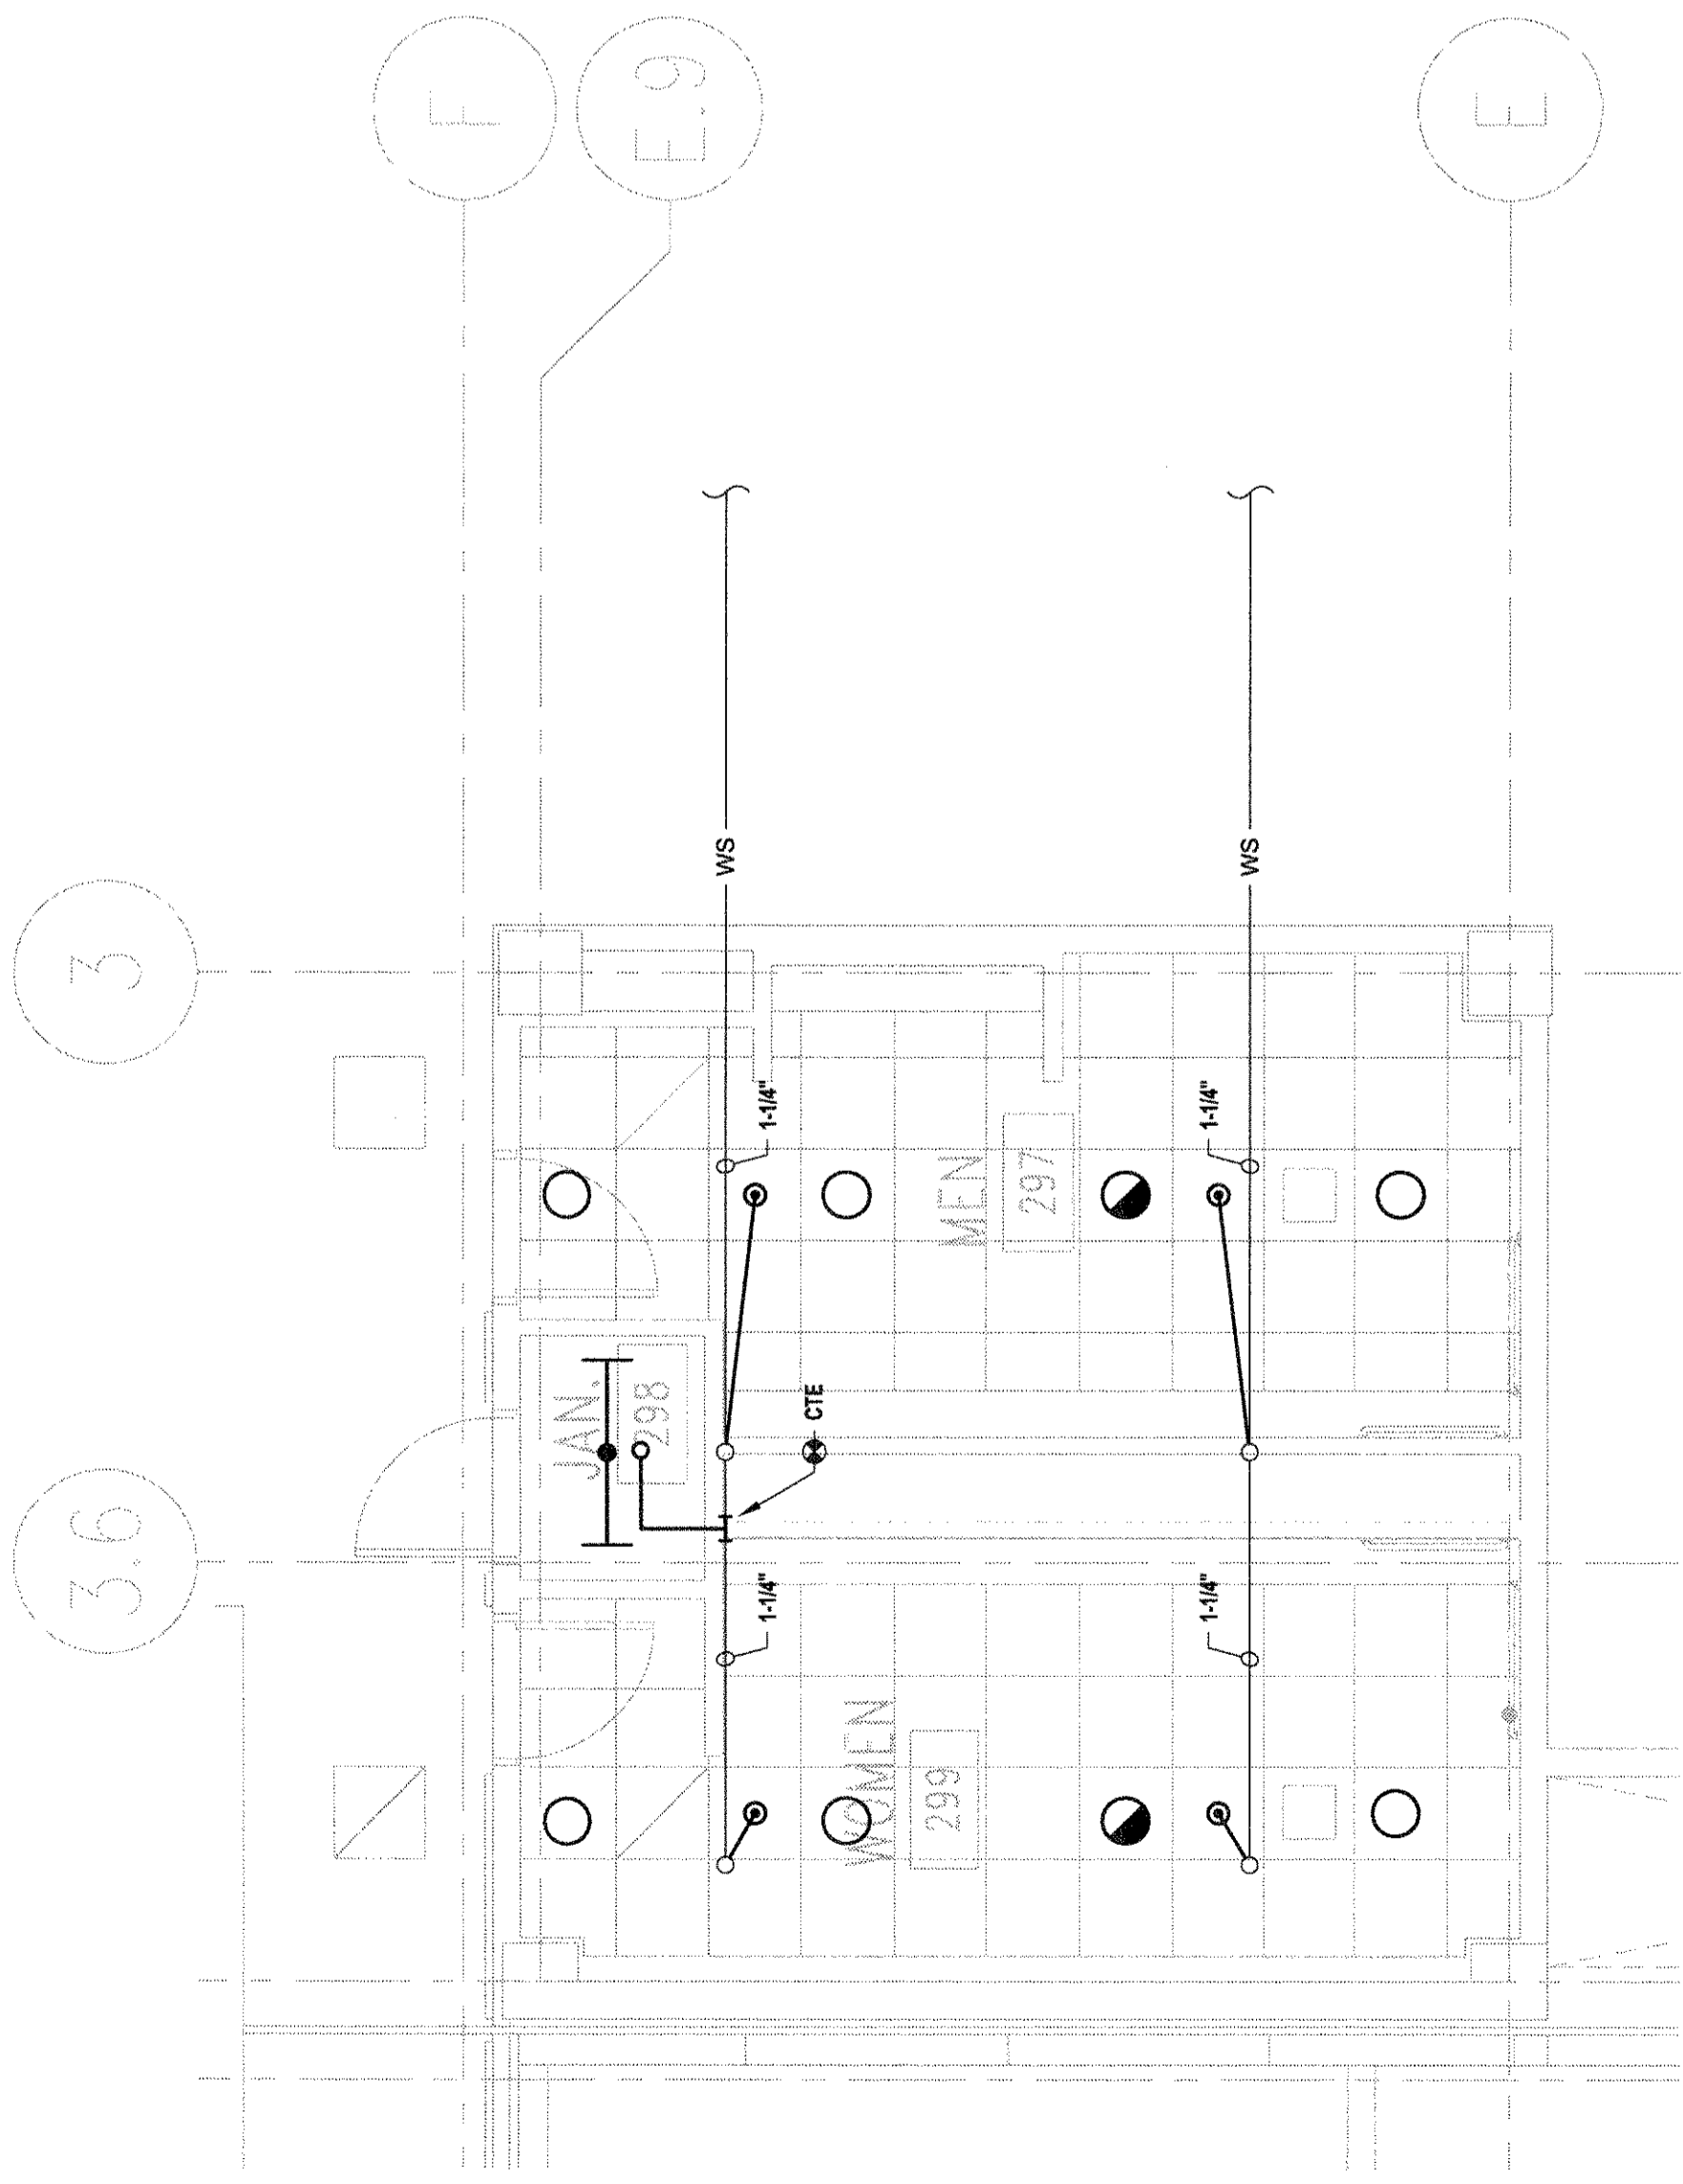 F
E.9
E
3
3.6
WS
WS
1-1/4"
1-1/4"
MEN
297
JAN.
298
CTE
1-1/4"
1-1/4"
WOMEN
299